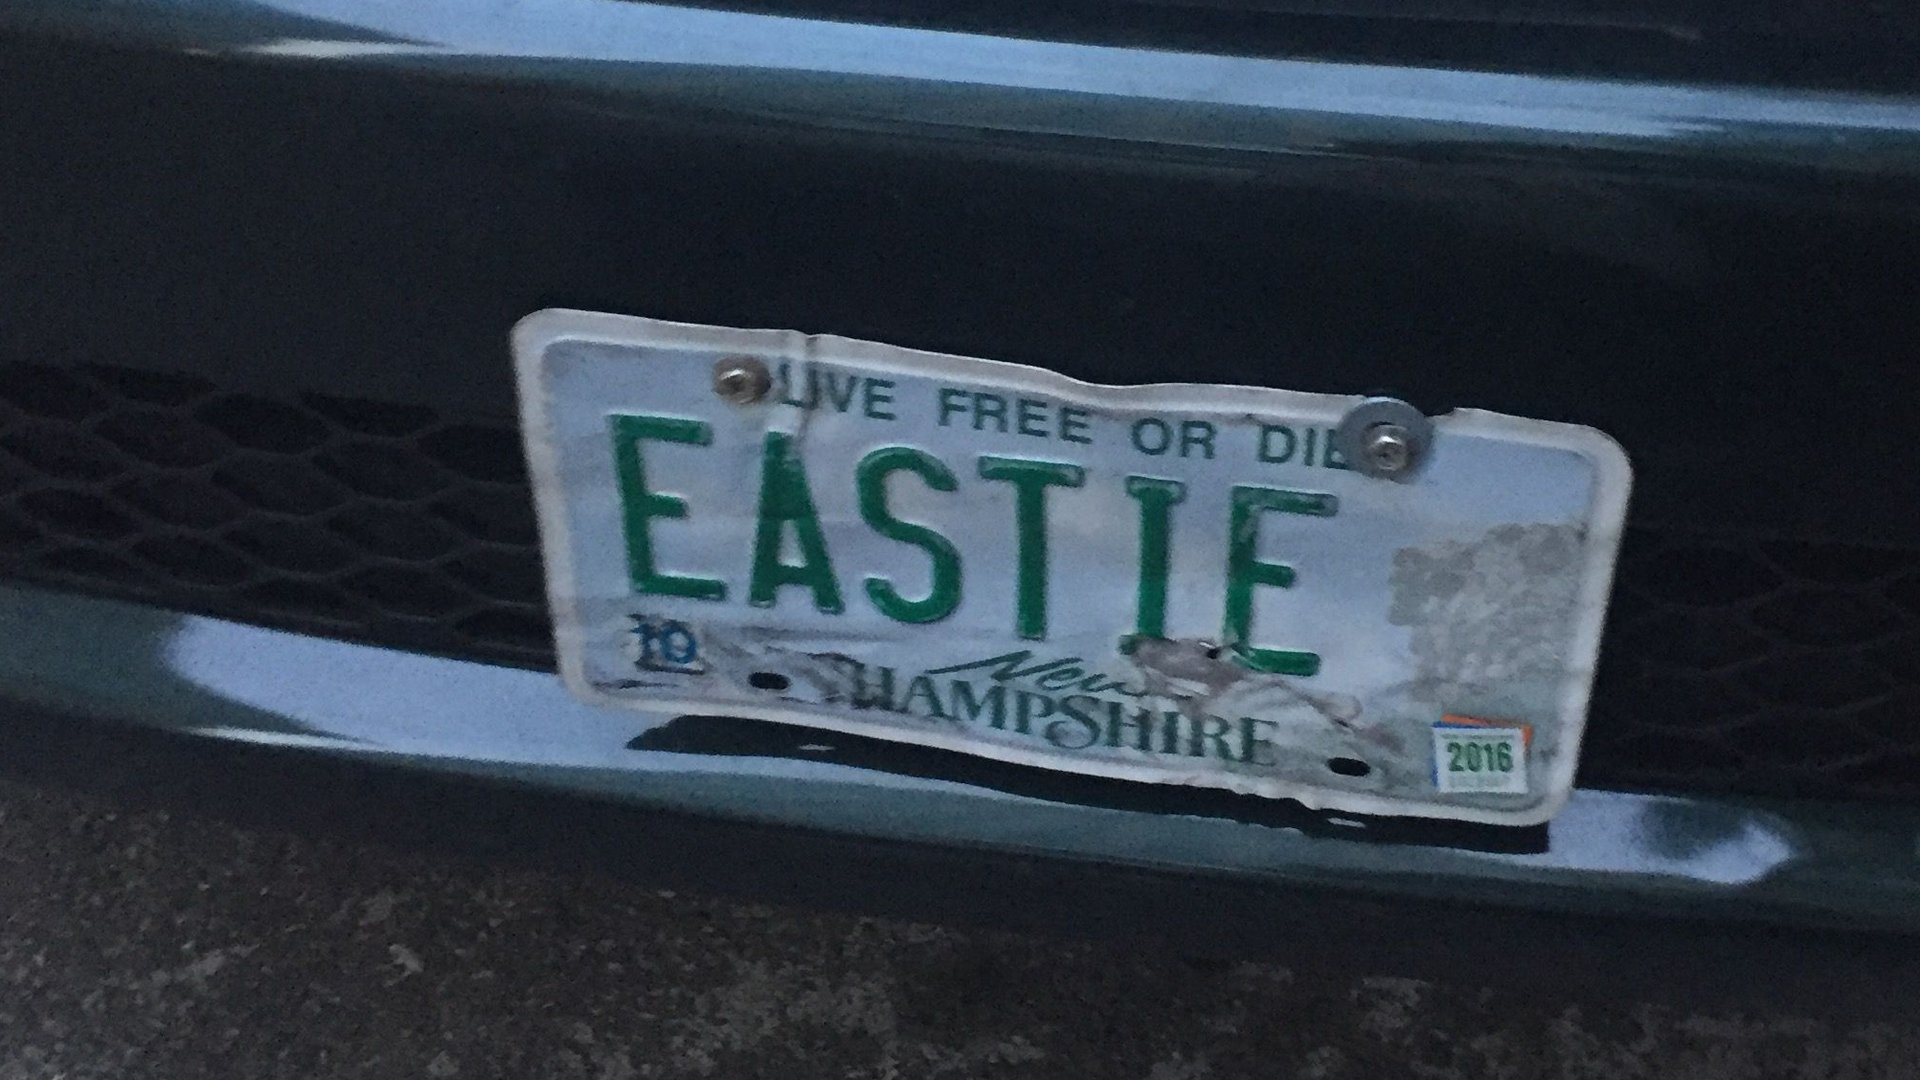 LIVE FREE OR DIE
EASTIE
10
New
HAMPSHIRE
2016